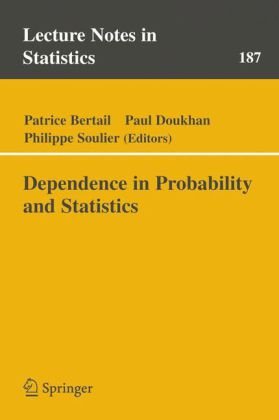 Lecture Notes in
Statistics
187
Patrice Bertail Paul Doukhan
Philippe Soulier (Editors)
Dependence in Probability
and Statistics
Springer